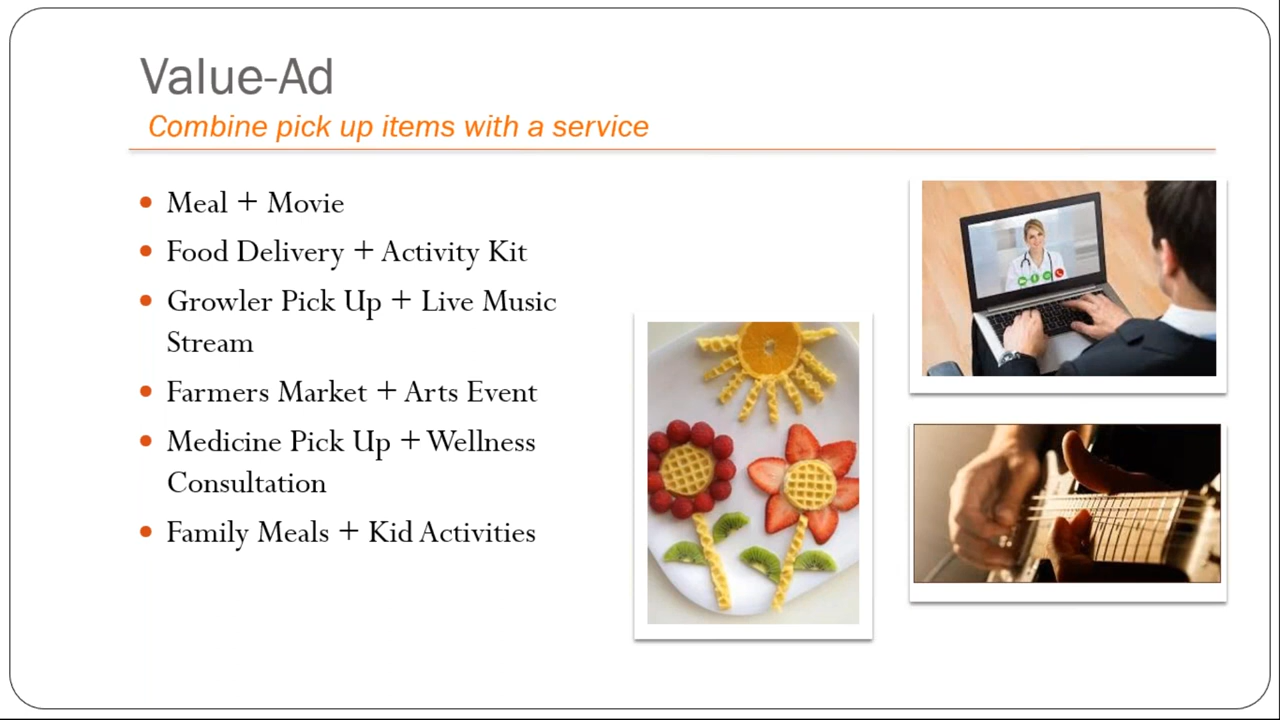 Value-Ad
Combine pick up items with a service
Meal + Movie
Food Delivery + Activity Kit
Growler Pick Up + Live Music
Stream
Farmers Market + Arts Event
Medicine Pick Up + Wellness
Consultation
Family Meals + Kid Activities